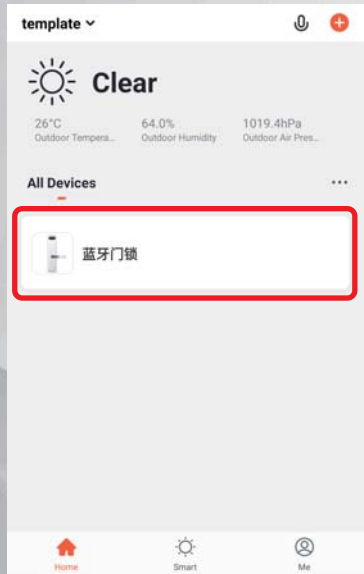 template
Clear
26°C 64.0% 1019.4hPa
Outdoor Tempera... Outdoor Humidity Outdoor Air Pres...
All Devices
蓝牙门锁
Home Smart Me